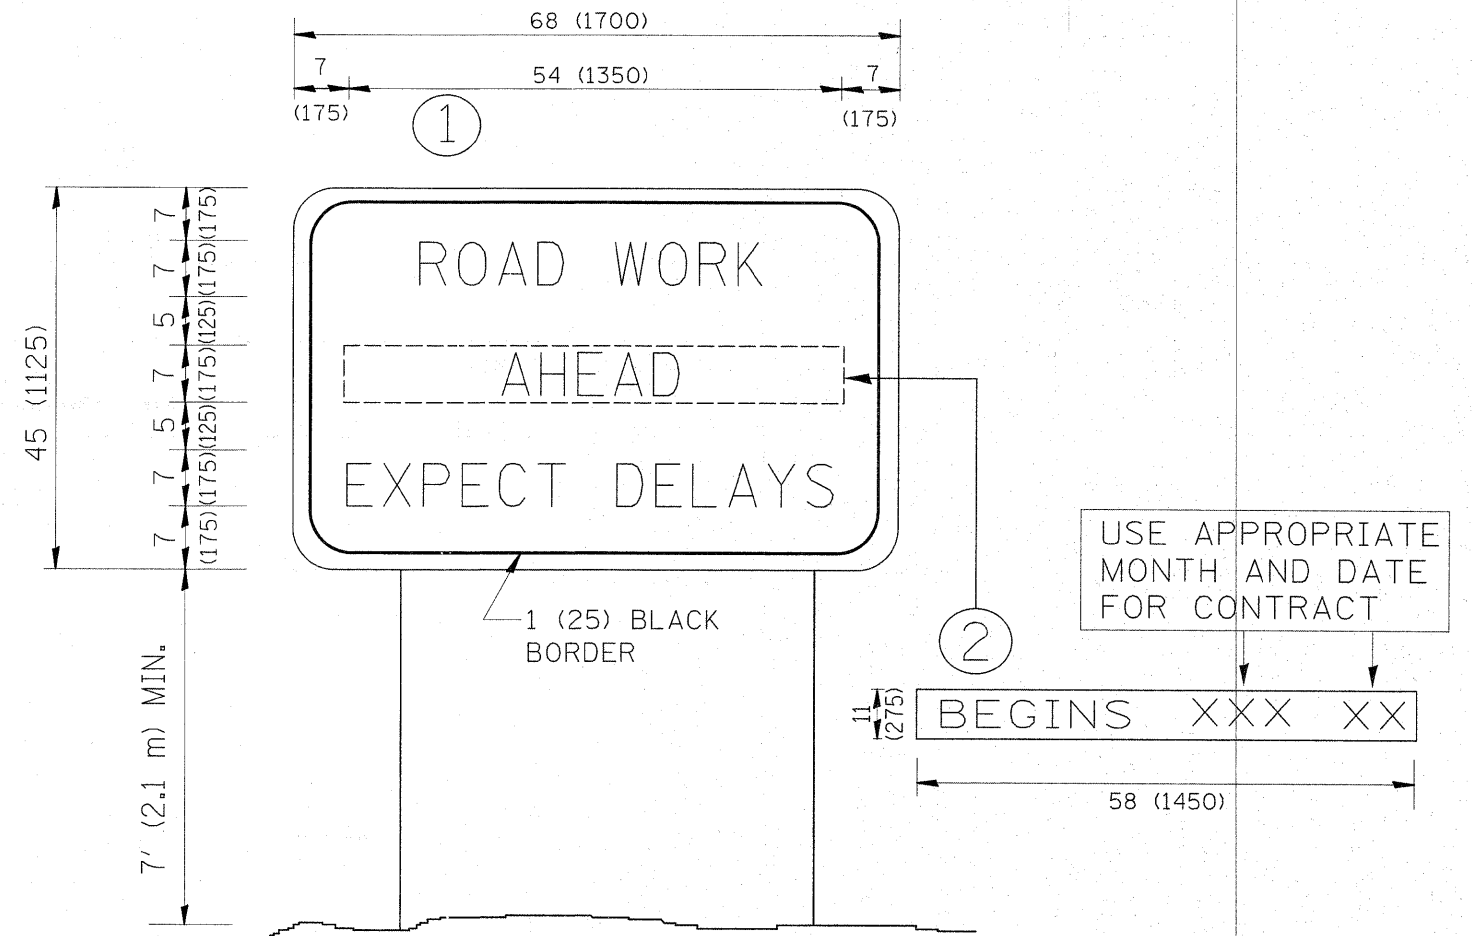 68 (1700)
7
54 (1350)
7
(175)
(175)
1
45 (1125)
7
(175)
7
(175)
5
(125)
7
(175)
5
(125)
7
(175)
7
(175)
ROAD WORK
AHEAD
EXPECT DELAYS
1 (25) BLACK
BORDER
7' (2.1 m) MIN.
2
USE APPROPRIATE
MONTH AND DATE
FOR CONTRACT
11
(275)
BEGINS XXX XX
58 (1450)